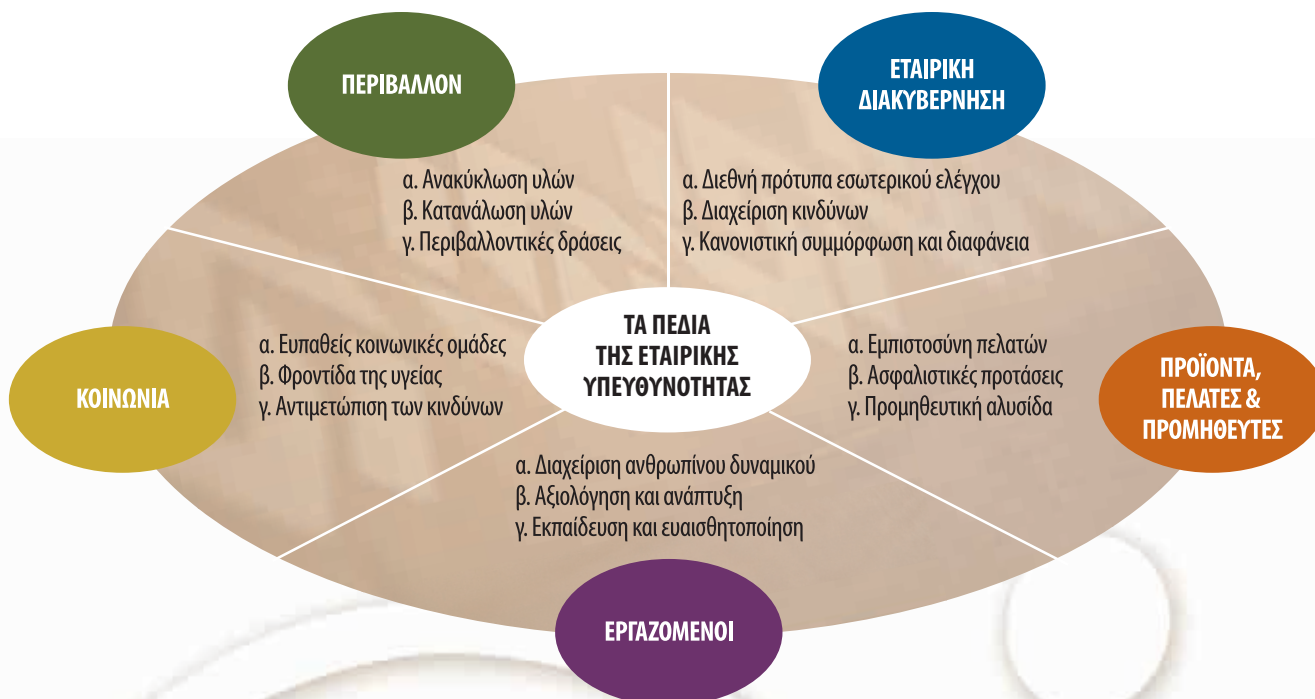 ΠΕΡΙΒΑΛΛΟΝ
α. Ανακύκλωση υλών
β. Κατανάλωση υλών
γ. Περιβαλλοντικές δράσεις
ΕΤΑΙΡΙΚΗ
ΔΙΑΚΥΒΕΡΝΗΣΗ
α. Διεθνή πρότυπα εσωτερικού ελέγχου
β. Διαχείριση κινδύνων
γ. Κανονιστική συμμόρφωση και διαφάνεια
ΤΑ ΠΕΔΙΑ
ΤΗΣ ΕΤΑΙΡΙΚΗΣ
ΥΠΕΥΘΥΝΟΤΗΤΑΣ
ΚΟΙΝΩΝΙΑ
α. Ευπαθείς κοινωνικές ομάδες
β. Φροντίδα της υγείας
γ. Αντιμετώπιση των κινδύνων
α. Εμπιστοσύνη πελατών
β. Ασφαλιστικές προτάσεις
γ. Προμηθευτική αλυσίδα
ΠΡΟΪΟΝΤΑ,
ΠΕΛΑΤΕΣ &
ΠΡΟΜΗΘΕΥΤΕΣ
α. Διαχείριση ανθρωπίνου δυναμικού
β. Αξιολόγηση και ανάπτυξη
γ. Εκπαίδευση και ευαισθητοποίηση
ΕΡΓΑΖΟΜΕΝΟΙ